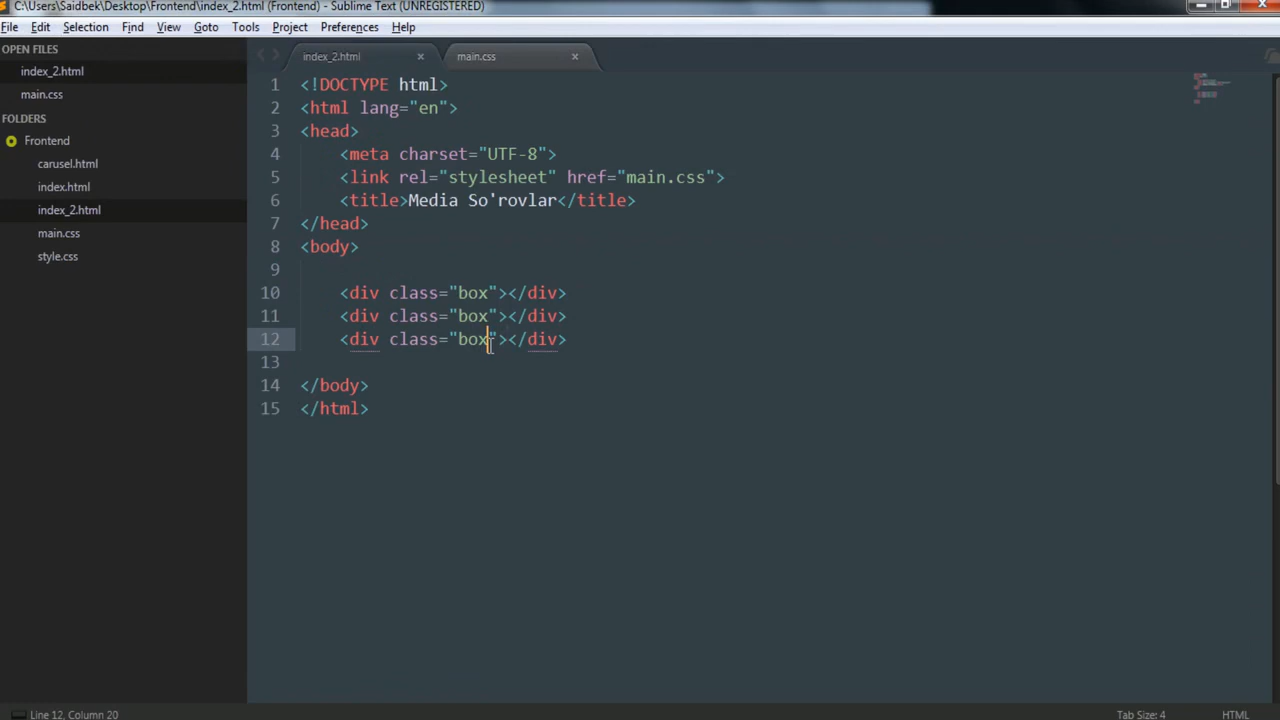 C:\Users\Saidbek\Desktop\Frontend\index_2.html (Frontend) - Sublime Text (UNREGISTERED)
File Edit Selection Find View Goto Tools Project Preferences Help
OPEN FILES
index_2.html
main.css
FOLDERS
Frontend
carusel.html
index.html
index_2.html
main.css
style.css
index_2.html × main.css ×
1 <!DOCTYPE html>
2 <html lang="en">
3 <head>
4 <meta charset="UTF-8">
5 <link rel="stylesheet" href="main.css">
6 <title>Media So'rovlar</title>
7 </head>
8 <body>
9
10 <div class="box"></div>
11 <div class="box"></div>
12 <div class="box"></div>
13
14 </body>
15 </html>
Line 12, Column 20 Tab Size: 4 HTML